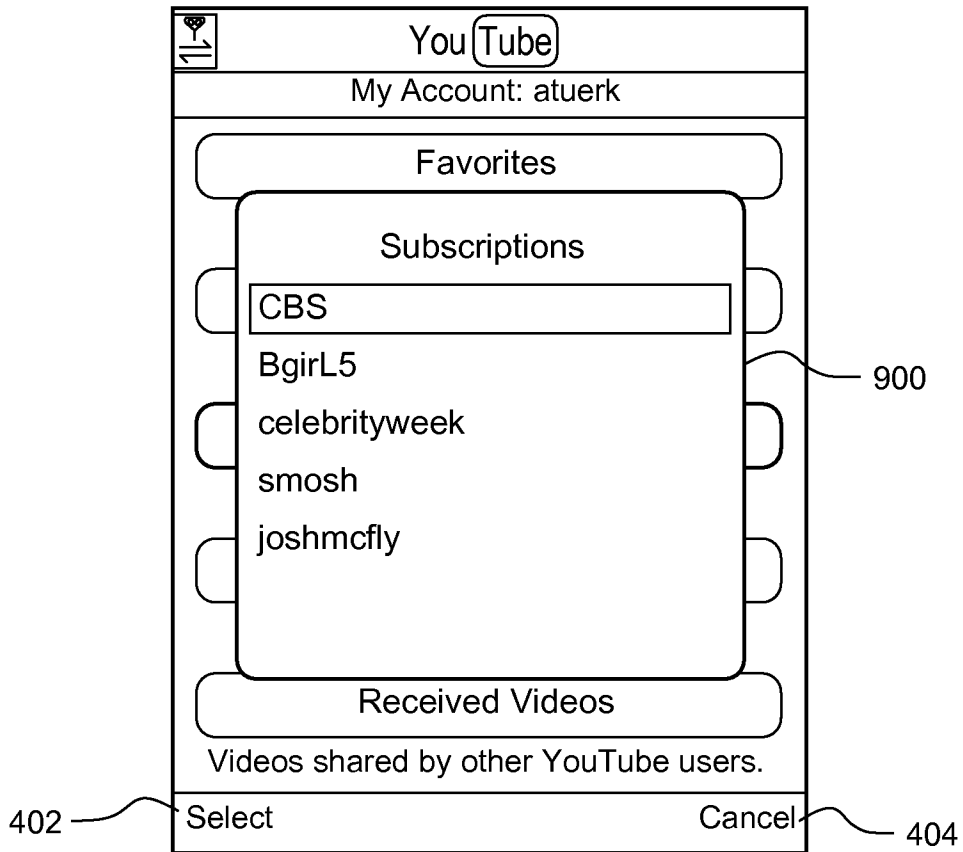 YouTube
My Account: atuerk
Favorites
Subscriptions
CBS
BgirL5
900
celebrityweek
smosh
joshmcfly
Received Videos
Videos shared by other YouTube users.
402
Select
Cancel
404